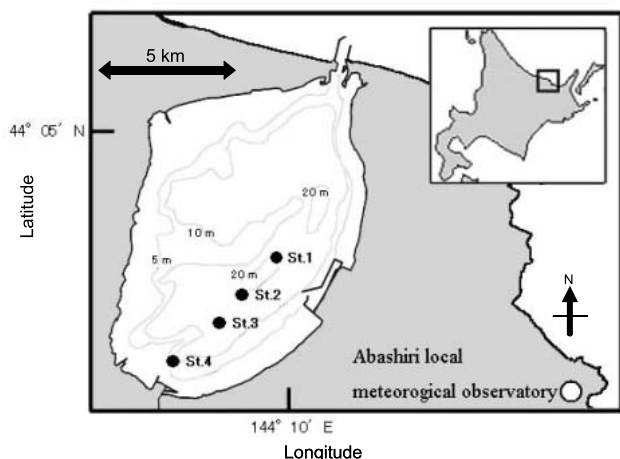 5 km
44° 05' N
Latitude
20 m
10 m
5 m
St.1
20 m
St.2
St.3
St.4
N
Abashiri local
meteorogical observatory
144° 10' E
Longitude